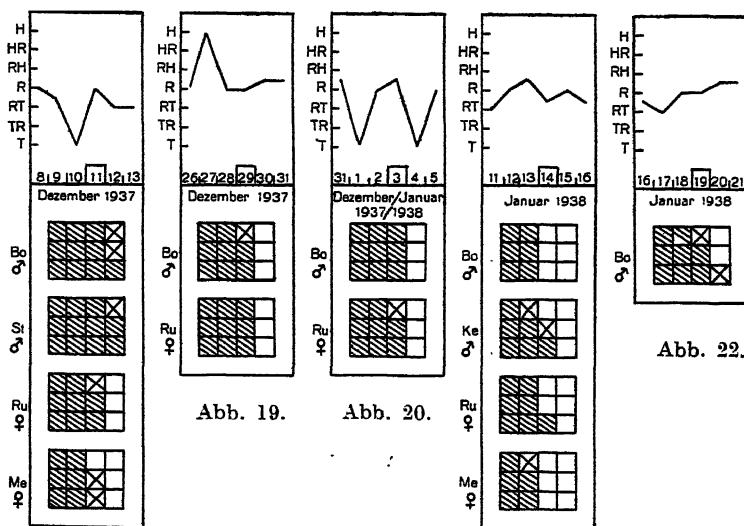 H
HR
RH
R
RT
TR
T
8 9 10 11 12 13
Dezember 1937
Bo
♂
St
♂
Ru
♀
Me
♀
H
HR
RH
R
RT
TR
T
26 27 28 29 30 31
Dezember 1937
Bo
♂
Ru
♀
Abb. 19.
H
HR
RH
R
RT
TR
T
31 1 2 3 4 5
Dezember/Januar
1937/1938
Bo
♂
Ru
♀
Abb. 20.
H
HR
RH
R
RT
TR
T
11 12 13 14 15 16
Januar 1938
Bo
♂
Ke
♂
Ru
♀
Me
♀
H
HR
RH
R
RT
TR
T
16 17 18 19 20 21
Januar 1938
Bo
♂
Abb. 22.